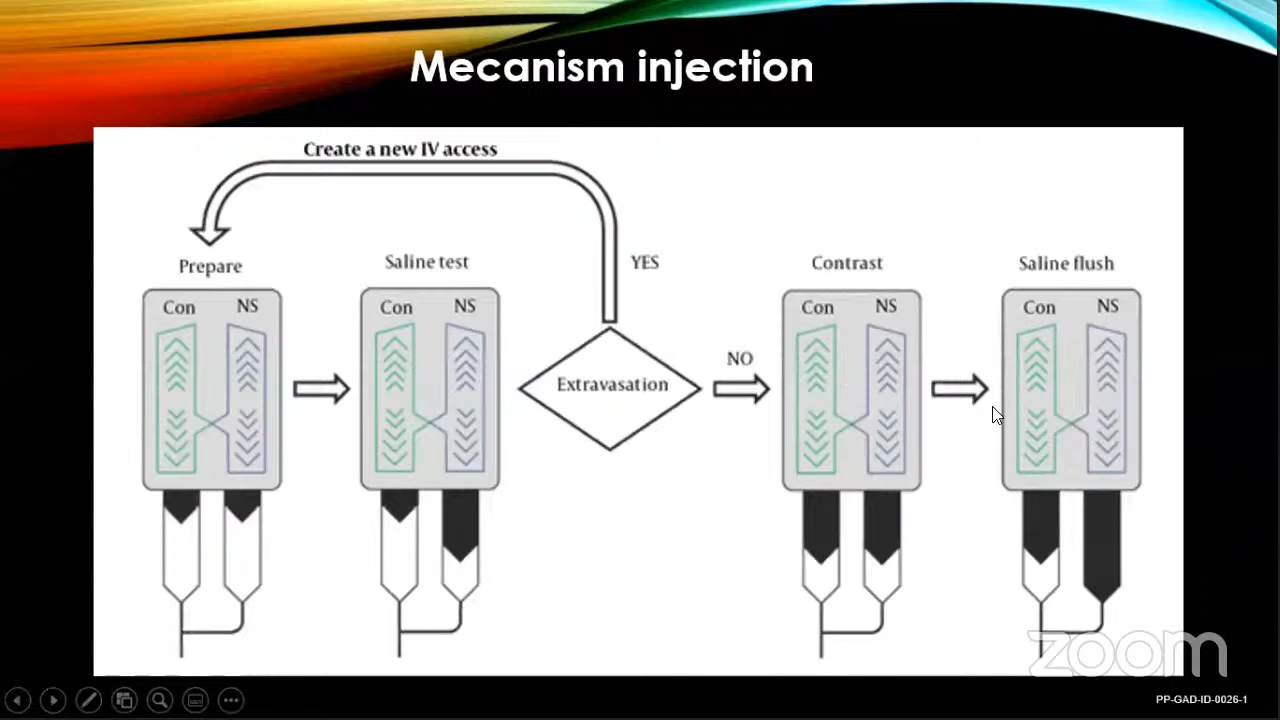 Mecanism injection
Create a new IV access
Prepare
Saline test
YES
Contrast
Saline flush
Con NS
Con NS
Extravasation
NO
Con NS
Con NS
zoom
PP-GAD-ID-0026-1